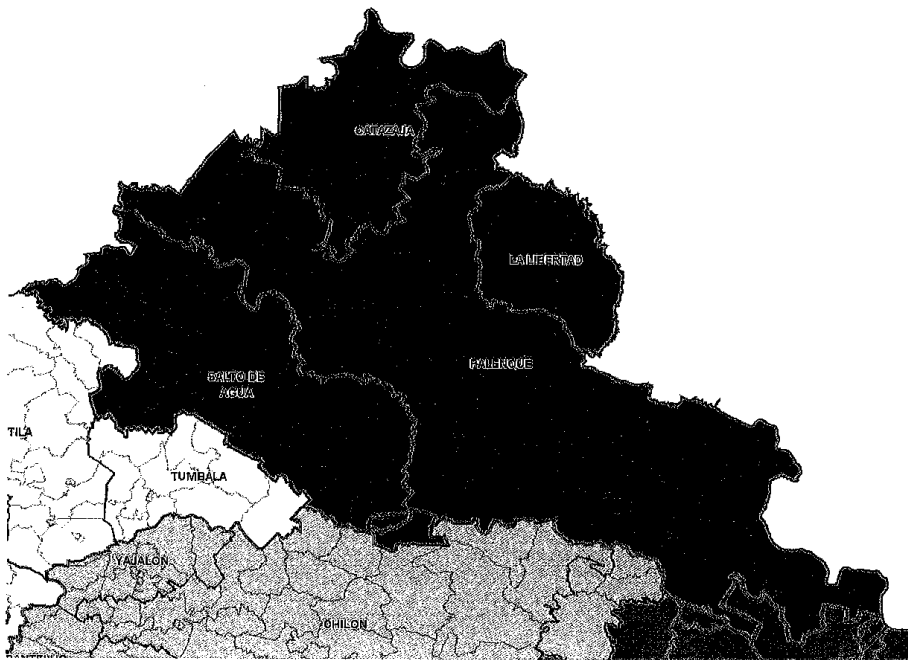 CATAZAJA
LA LIBERTAD
PALENQUE
SALTO DE
AGUA
TILA
TUMBALA
YAJALON
CHILON